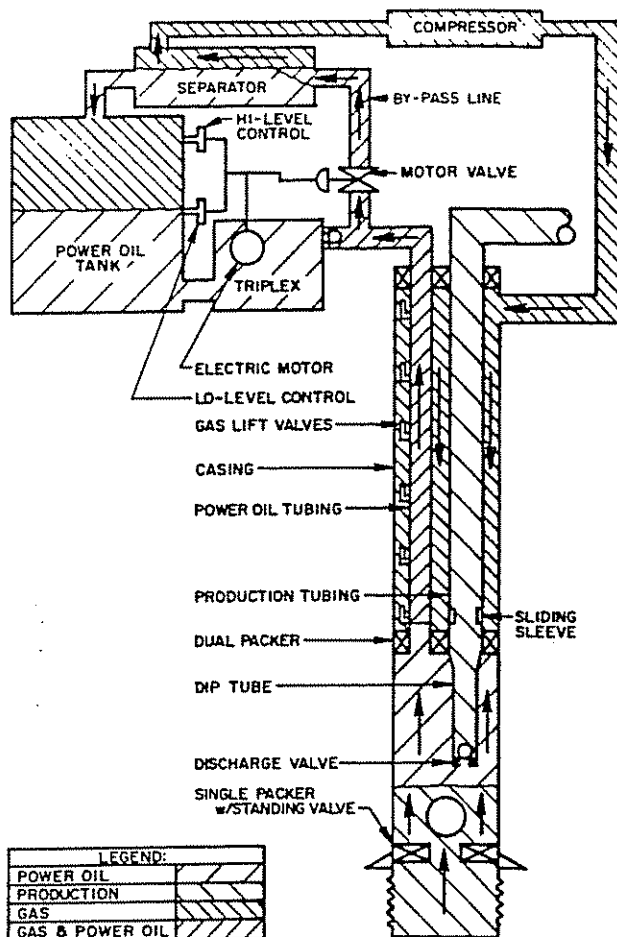 COMPRESSOR
SEPARATOR
BY-PASS LINE
HI-LEVEL
CONTROL
MOTOR VALVE
POWER OIL
TANK
TRIPLEX
ELECTRIC MOTOR
LO-LEVEL CONTROL
GAS LIFT VALVES
CASING
POWER OIL TUBING
PRODUCTION TUBING
SLIDING
SLEEVE
DUAL PACKER
DIP TUBE
DISCHARGE VALVE
SINGLE PACKER
w/STANDING VALVE
LEGEND:
POWER OIL
PRODUCTION
GAS
GAS & POWER OIL